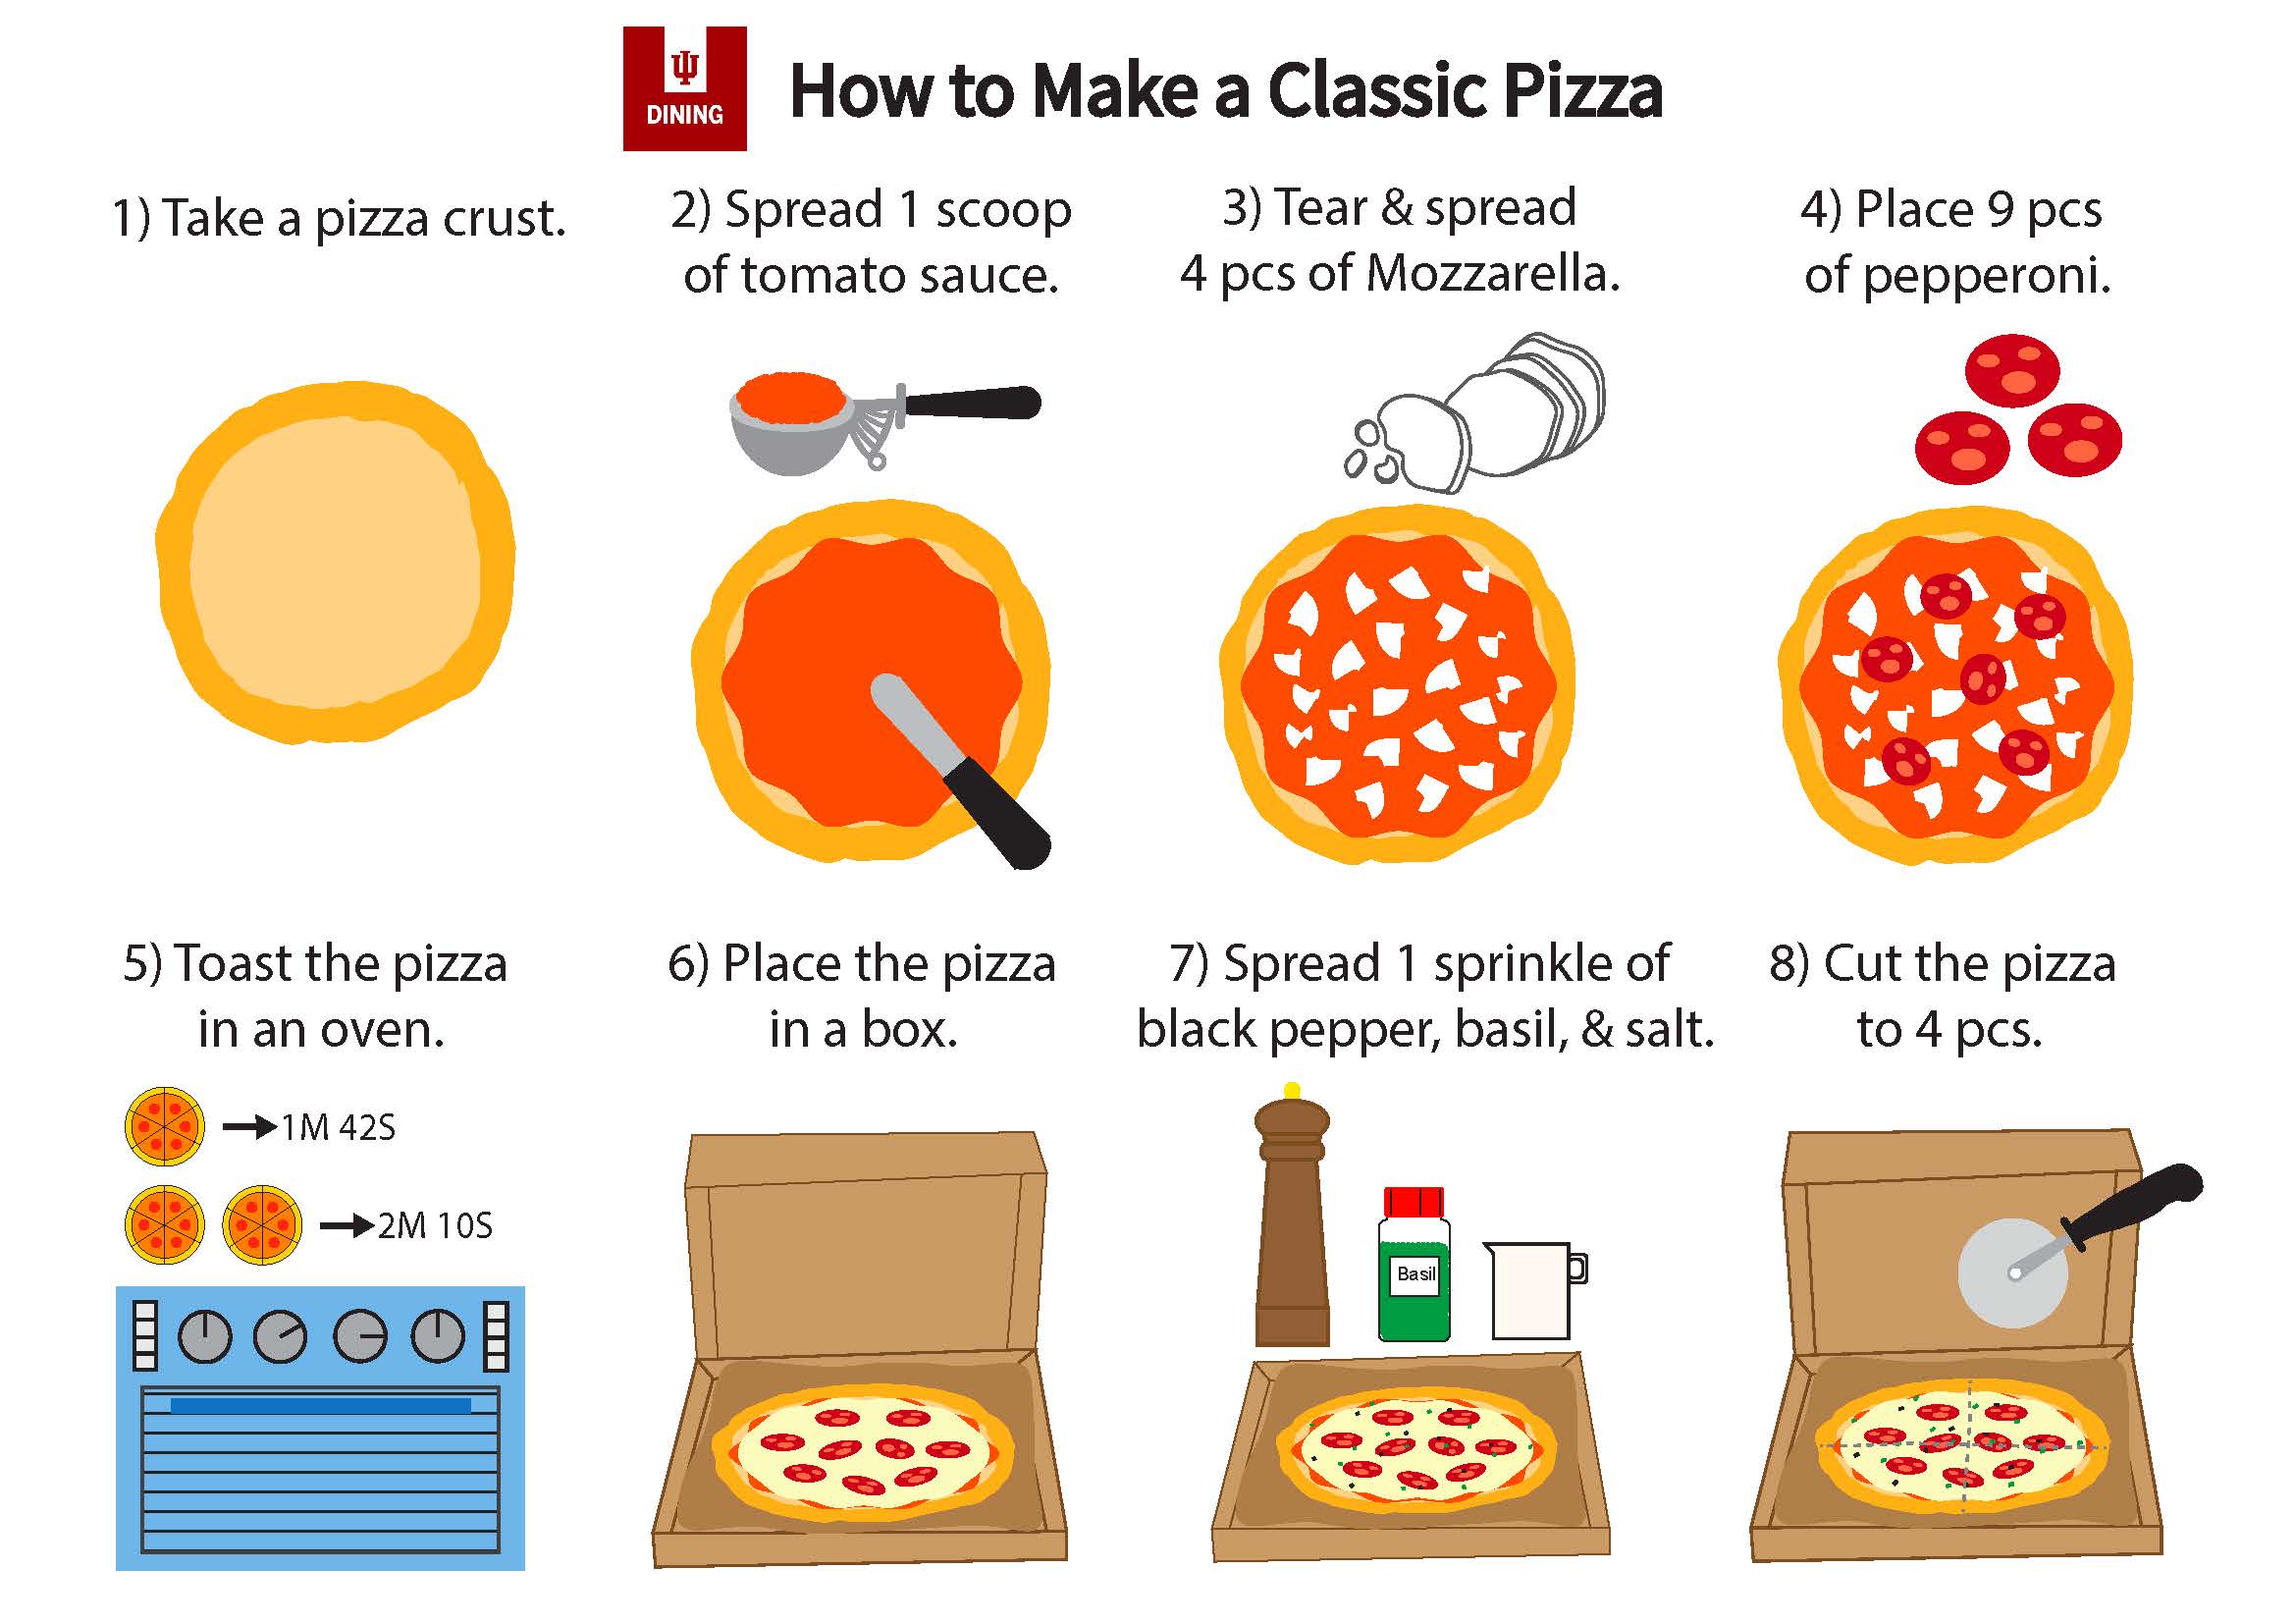 DINING
How to Make a Classic Pizza
1) Take a pizza crust.
2) Spread 1 scoop
of tomato sauce.
3) Tear & spread
4 pcs of Mozzarella.
4) Place 9 pcs
of pepperoni.
5) Toast the pizza
in an oven.
1M 42S
2M 10S
6) Place the pizza
in a box.
7) Spread 1 sprinkle of
black pepper, basil, & salt.
Basil
8) Cut the pizza
to 4 pcs.